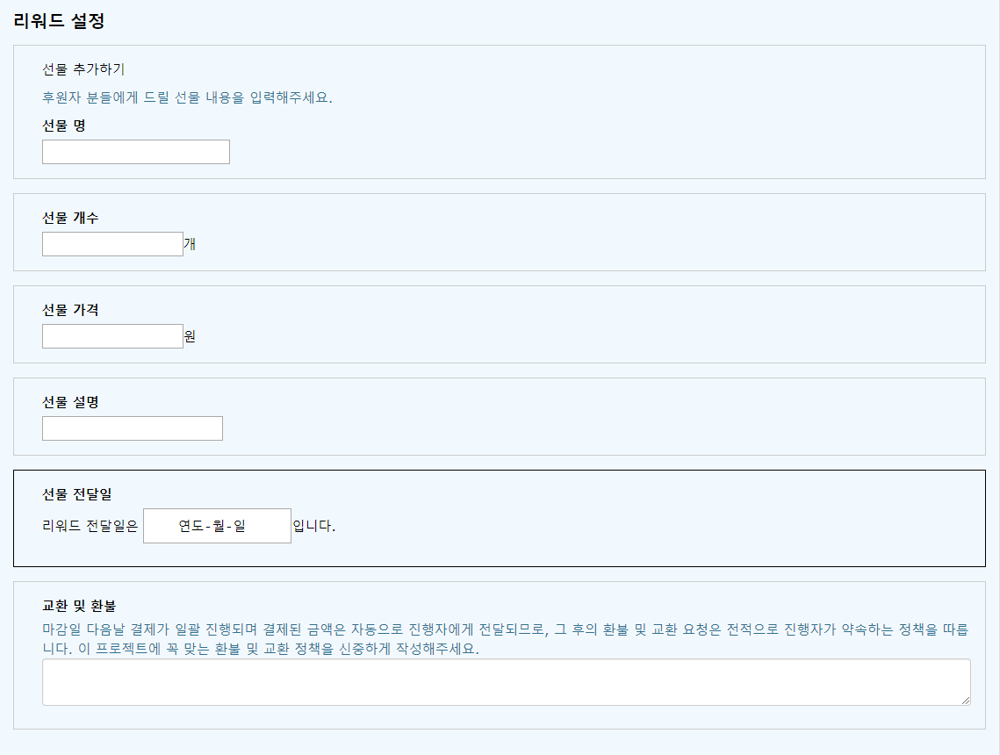 리워드 설정
선물 추가하기
후원자 분들에게 드릴 선물 내용을 입력해주세요.
선물 명
선물 개수
개
선물 가격
원
선물 설명
선물 전달일
리워드 전달일은 연도-월-일 입니다.
교환 및 환불
마감일 다음날 결제가 일괄 진행되며 결제된 금액은 자동으로 진행자에게 전달되므로, 그 후의 환불 및 교환 요청은 전적으로 진행자가 약속하는 정책을 따릅
니다. 이 프로젝트에 꼭 맞는 환불 및 교환 정책을 신중하게 작성해주세요.